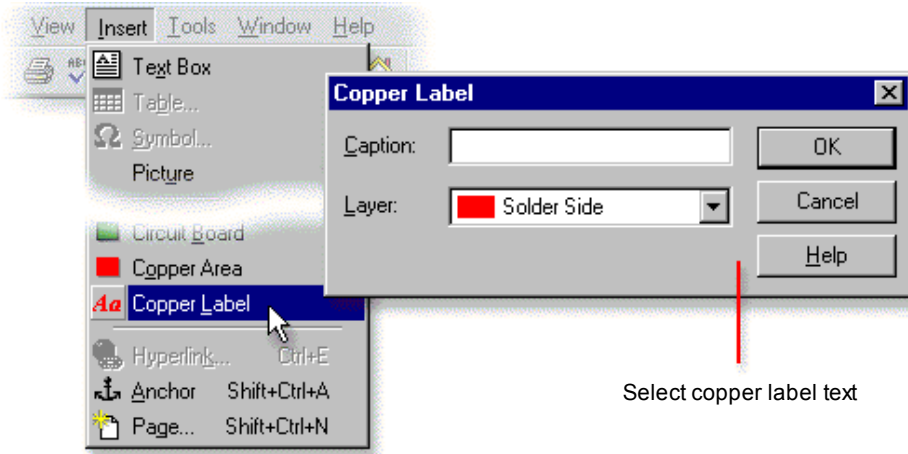 View Insert Tools Window Help
Text Box
Table...
Symbol...
Picture
Circuit Board
Copper Area
Aa Copper Label
Hyperlink... Ctrl+E
Anchor Shift+Ctrl+A
Page... Shift+Ctrl+N
Copper Label
Caption: OK
Layer: Solder Side Cancel
Help
Select copper label text